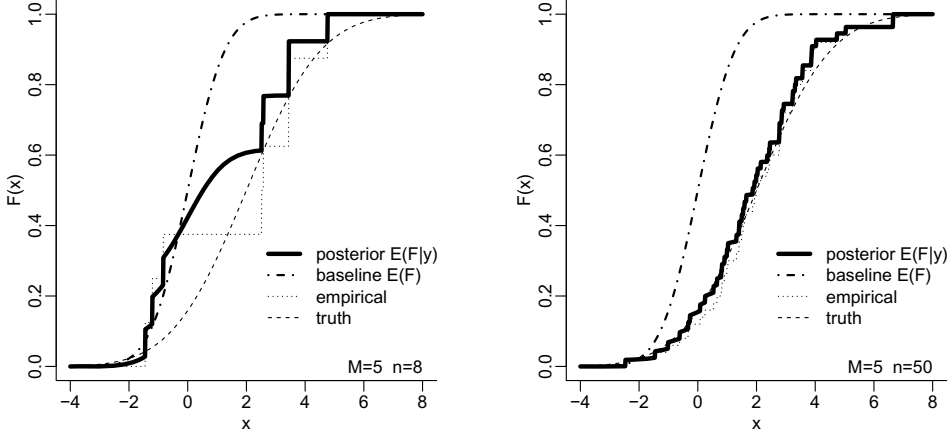 F(x)
1.0
0.8
0.6
0.4
0.2
0.0
posterior E(F|y)
baseline E(F)
empirical
truth
M=5 n=8
−4 −2 0 2 4 6 8
x
F(x)
1.0
0.8
0.6
0.4
0.2
0.0
posterior E(F|y)
baseline E(F)
empirical
truth
M=5 n=50
−4 −2 0 2 4 6 8
x